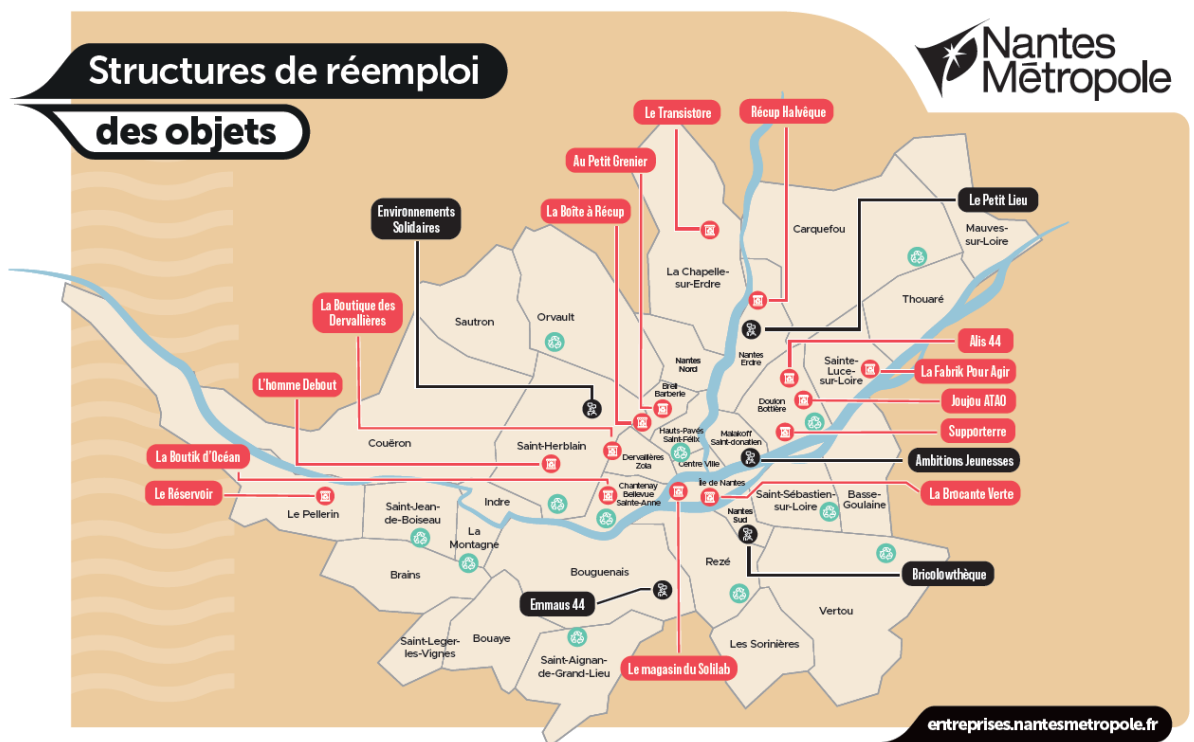 Structures de réemploi
des objets
Nantes
Métropole
Le Transistore
Récup Halvêque
Au Petit Grenier
La Boîte à Récup
Environnements
Solidaires
Le Petit Lieu
La Boutique des
Dervallières
L'homme Debout
La Boutik d'Océan
Le Réservoir
Alis 44
La Fabrik Pour Agir
Joujou ATAO
Supporterre
Ambitions Jeunesses
La Brocante Verte
Bricolowthèque
Emmaus 44
Le magasin du Solilab
Carquefou
Mauves-
sur-Loire
La Chapelle-
sur-Erdre
Thouaré
Sautron
Orvault
Nantes
Nord
Nantes
Erdre
Sainte-
Luce-
sur-Loire
Breil
Barberie
Doulon
Bottière
Couëron
Saint-Herblain
Hauts-Pavés
Saint-Félix
Malakoff
Saint-donatien
Dervallières
Zola
Centre Ville
Chantenay
Bellevue
Sainte-Anne
Île de Nantes
Saint-Sébastien-
sur-Loire
Basse-
Goulaine
Le Pellerin
Saint-Jean-
de-Boiseau
Indre
La
Montagne
Nantes
Sud
Brains
Bouguenais
Rezé
Vertou
Saint-Leger-
les-Vignes
Bouaye
Saint-Aignan-
de-Grand-Lieu
Les Sorinières
entreprises.nantesmetropole.fr